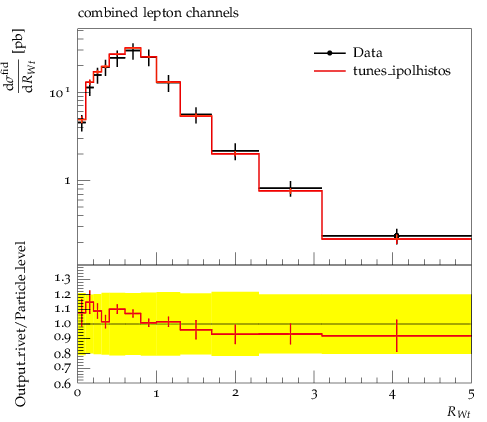 combined lepton channels
dσ^fid / dR_Wt [pb]
Data
tunes_ipolhistos
10^1
1
Output_rivet/Particle_level
1.3
1.2
1.1
1.0
0.9
0.8
0.7
0.6
0 1 2 3 4 5
R_Wt